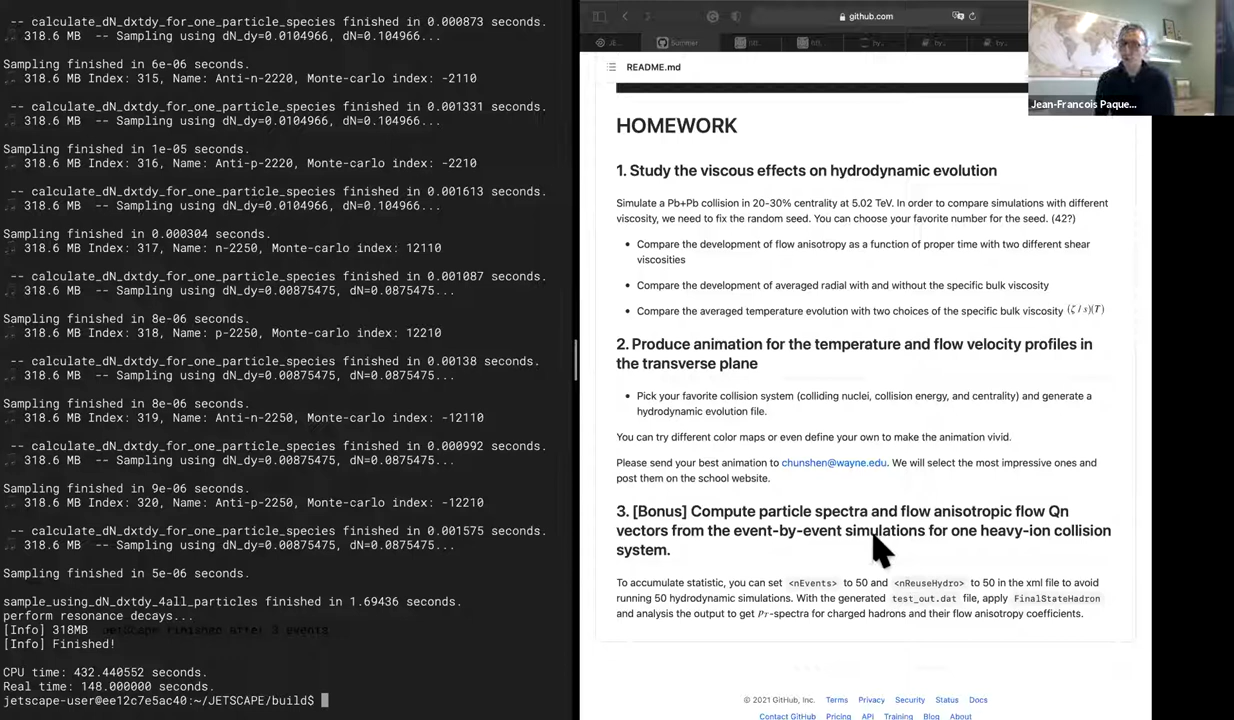 -- calculate_dN_dxtdy_for_one_particle_species finished in 0.000873 seconds.
318.6 MB  -- Sampling using dN_dy=0.0104966, dN=0.104966...
Sampling finished in 6e-06 seconds.
318.6 MB Index: 315, Name: Anti-n-2220, Monte-carlo index: -2110
-- calculate_dN_dxtdy_for_one_particle_species finished in 0.001331 seconds.
318.6 MB  -- Sampling using dN_dy=0.0104966, dN=0.104966...
Sampling finished in 1e-05 seconds.
318.6 MB Index: 316, Name: Anti-p-2220, Monte-carlo index: -2210
-- calculate_dN_dxtdy_for_one_particle_species finished in 0.001613 seconds.
318.6 MB  -- Sampling using dN_dy=0.0104966, dN=0.104966...
Sampling finished in 0.000304 seconds.
318.6 MB Index: 317, Name: n-2250, Monte-carlo index: 12110
-- calculate_dN_dxtdy_for_one_particle_species finished in 0.001087 seconds.
318.6 MB  -- Sampling using dN_dy=0.00875475, dN=0.0875475...
Sampling finished in 8e-06 seconds.
318.6 MB Index: 318, Name: p-2250, Monte-carlo index: 12210
-- calculate_dN_dxtdy_for_one_particle_species finished in 0.00138 seconds.
318.6 MB  -- Sampling using dN_dy=0.00875475, dN=0.0875475...
Sampling finished in 8e-06 seconds.
318.6 MB Index: 319, Name: Anti-n-2250, Monte-carlo index: -12110
-- calculate_dN_dxtdy_for_one_particle_species finished in 0.000992 seconds.
318.6 MB  -- Sampling using dN_dy=0.00875475, dN=0.0875475...
Sampling finished in 9e-06 seconds.
318.6 MB Index: 320, Name: Anti-p-2250, Monte-carlo index: -12210
-- calculate_dN_dxtdy_for_one_particle_species finished in 0.001575 seconds.
318.6 MB  -- Sampling using dN_dy=0.00875475, dN=0.0875475...
Sampling finished in 5e-06 seconds.
sample_using_dN_dxtdy_4all_particles finished in 1.69436 seconds.
perform resonance decays...
[Info] 318MB  JetScape finished after 3 events
[Info] Finished!
CPU time: 432.440552 seconds.
Real time: 148.000000 seconds.
jetscape-user@ee12c7e5ac40:~/JETSCAPE/build$
github.com
README.md
Jean-Francois Paque...
HOMEWORK
1. Study the viscous effects on hydrodynamic evolution
Simulate a Pb+Pb collision in 20-30% centrality at 5.02 TeV. In order to compare simulations with different
viscosity, we need to fix the random seed. You can choose your favorite number for the seed. (42?)
• Compare the development of flow anisotropy as a function of proper time with two different shear
viscosities
• Compare the development of averaged radial with and without the specific bulk viscosity
• Compare the averaged temperature evolution with two choices of the specific bulk viscosity (ζ/s)(T)
2. Produce animation for the temperature and flow velocity profiles in
the transverse plane
• Pick your favorite collision system (colliding nuclei, collision energy, and centrality) and generate a
hydrodynamic evolution file.
You can try different color maps or even define your own to make the animation vivid.
Please send your best animation to chunshen@wayne.edu. We will select the most impressive ones and
post them on the school website.
3. [Bonus] Compute particle spectra and flow anisotropic flow Qn
vectors from the event-by-event simulations for one heavy-ion collision
system.
To accumulate statistic, you can set <nEvents> to 50 and <nReuseHydro> to 50 in the xml file to avoid
running 50 hydrodynamic simulations. With the generated test_out.dat file, apply FinalStateHadron
and analysis the output to get PT-spectra for charged hadrons and their flow anisotropy coefficients.
© 2021 GitHub, Inc. Terms Privacy Security Status Docs
Contact GitHub Pricing API Training Blog About